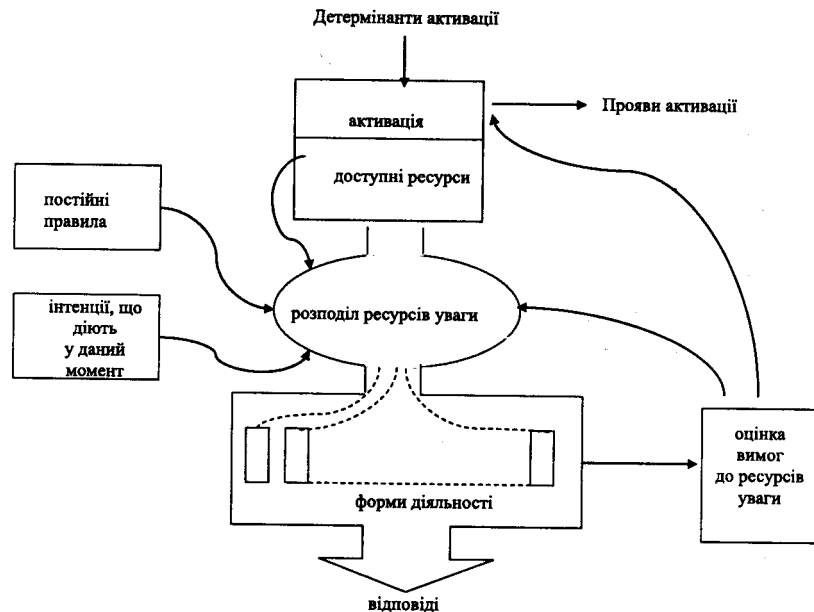 Детермінанти активації
Прояви активації
активація
доступні ресурси
постійні
правила
інтенції, що
діють
у даний
момент
розподіл ресурсів уваги
оцінка
вимог
до ресурсів
уваги
форми діяльності
відповіді